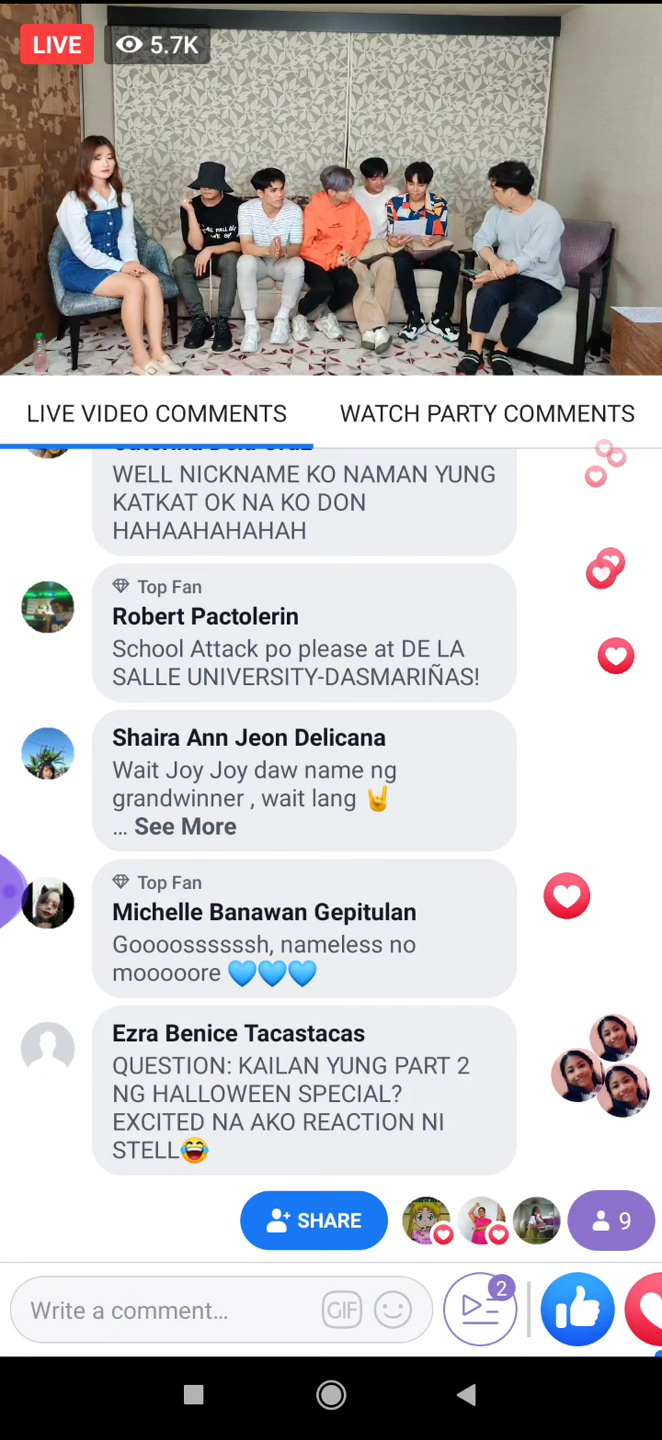 LIVE
5.7K
LIVE VIDEO COMMENTS
WATCH PARTY COMMENTS
WELL NICKNAME KO NAMAN YUNG
KATKAT OK NA KO DON
HAHAAHAHAHAH
Top Fan
Robert Pactolerin
School Attack po please at DE LA
SALLE UNIVERSITY-DASMARIÑAS!
Shaira Ann Jeon Delicana
Wait Joy Joy daw name ng
grandwinner , wait lang 🤘
... See More
Top Fan
Michelle Banawan Gepitulan
Goooossssssh, nameless no
mooooore 💙💙💙
Ezra Benice Tacastacas
QUESTION: KAILAN YUNG PART 2
NG HALLOWEEN SPECIAL?
EXCITED NA AKO REACTION NI
STELL😂
SHARE
9
Write a comment...
GIF
2